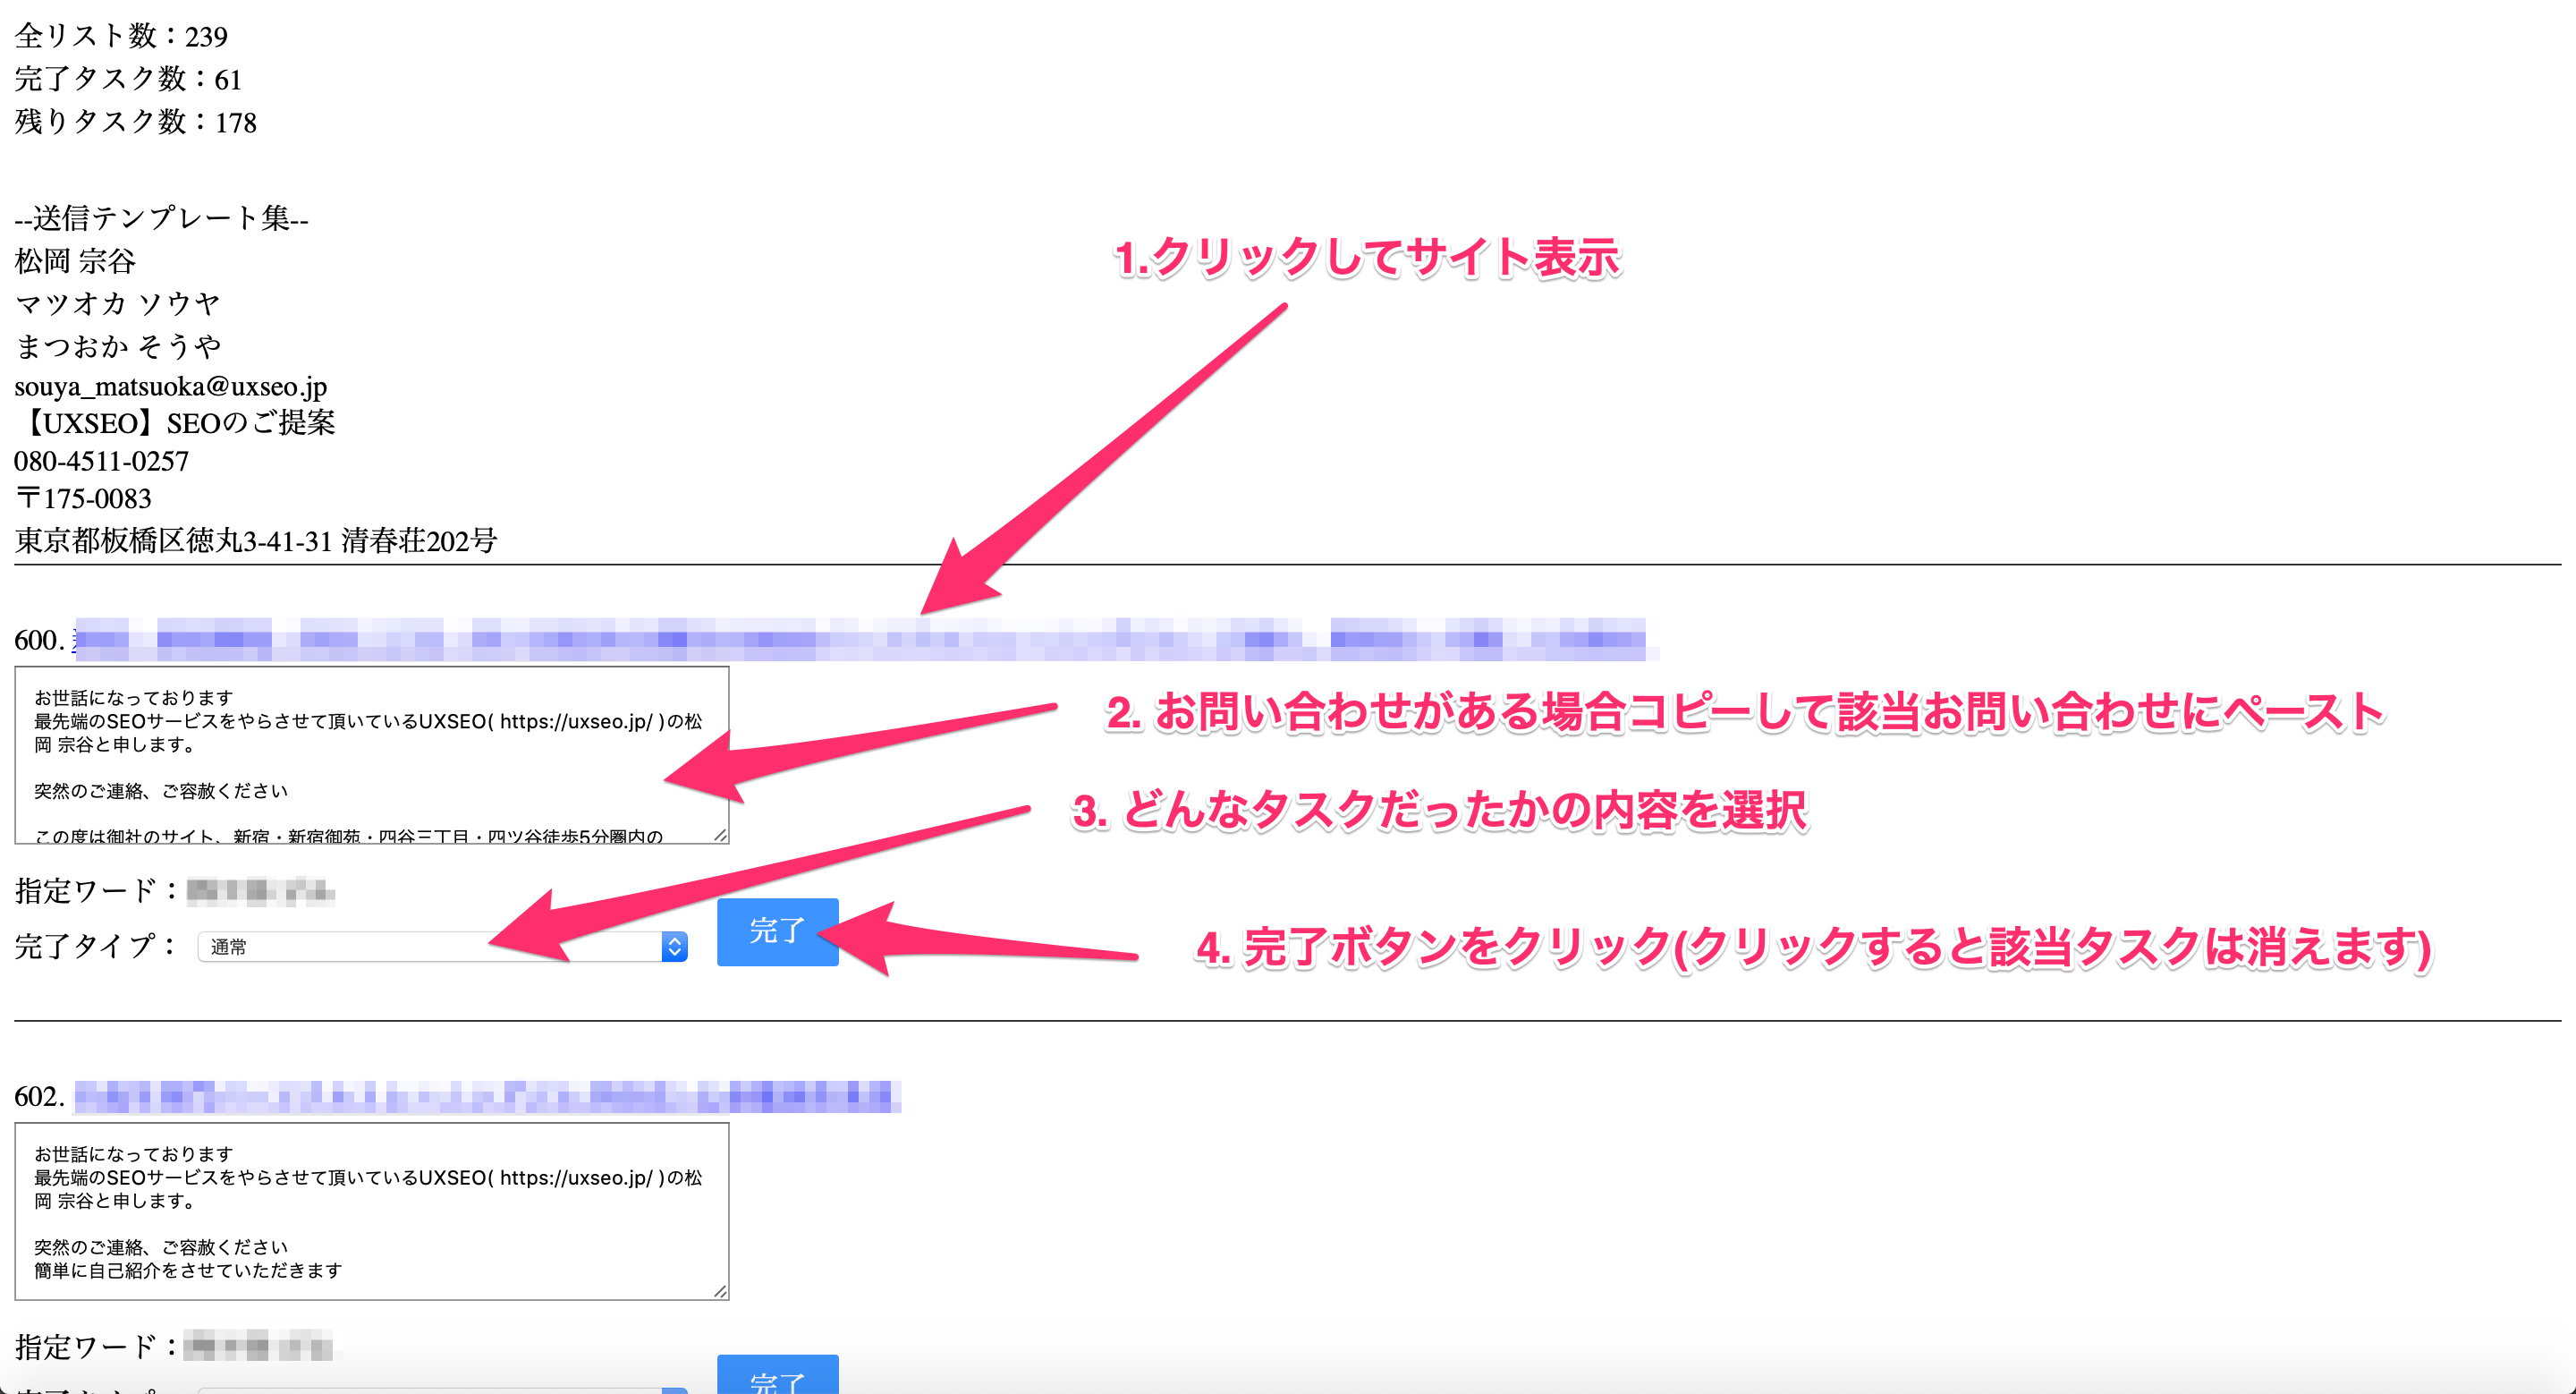 全リスト数：239
完了タスク数：61
残りタスク数：178
--送信テンプレート集--
松岡 宗谷
マツオカ ソウヤ
まつおか そうや
souya_matsuoka@uxseo.jp
【UXSEO】SEOのご提案
080-4511-0257
〒175-0083
東京都板橋区徳丸3-41-31 清春荘202号
1.クリックしてサイト表示
600.
お世話になっております
最先端のSEOサービスをやらさせて頂いているUXSEO( https://uxseo.jp/ )の松
岡 宗谷と申します。
突然のご連絡、ご容赦ください
この度は御社のサイト、新宿・新宿御苑・四谷三丁目・四ツ谷徒歩5分圏内の
2. お問い合わせがある場合コピーして該当お問い合わせにペースト
3. どんなタスクだったかの内容を選択
指定ワード：
完了タイプ： 通常
完了
4. 完了ボタンをクリック(クリックすると該当タスクは消えます)
602.
お世話になっております
最先端のSEOサービスをやらさせて頂いているUXSEO( https://uxseo.jp/ )の松
岡 宗谷と申します。
突然のご連絡、ご容赦ください
簡単に自己紹介をさせていただきます
指定ワード：
完了